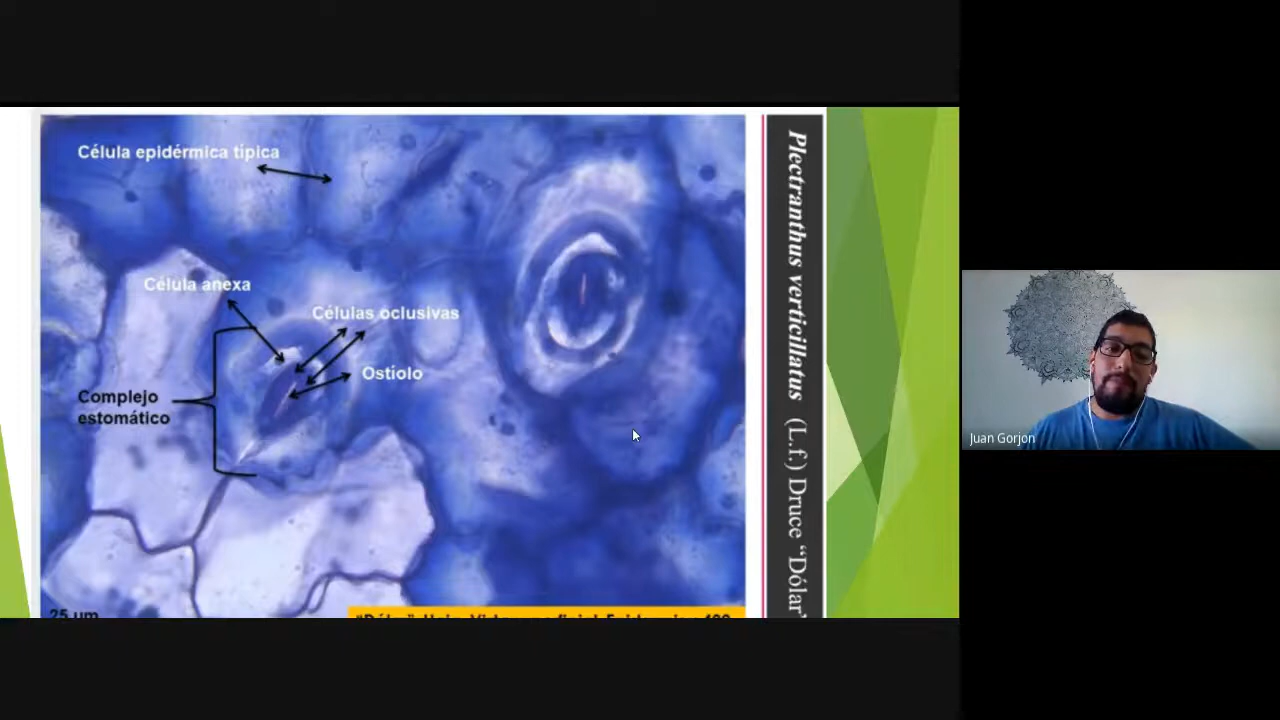 Célula epidérmica típica
Célula anexa
Células oclusivas
Ostiolo
Complejo
estomático
25 µm
Plectranthus verticillatus (L.f.) Druce “Dólar”
Juan Gorjon